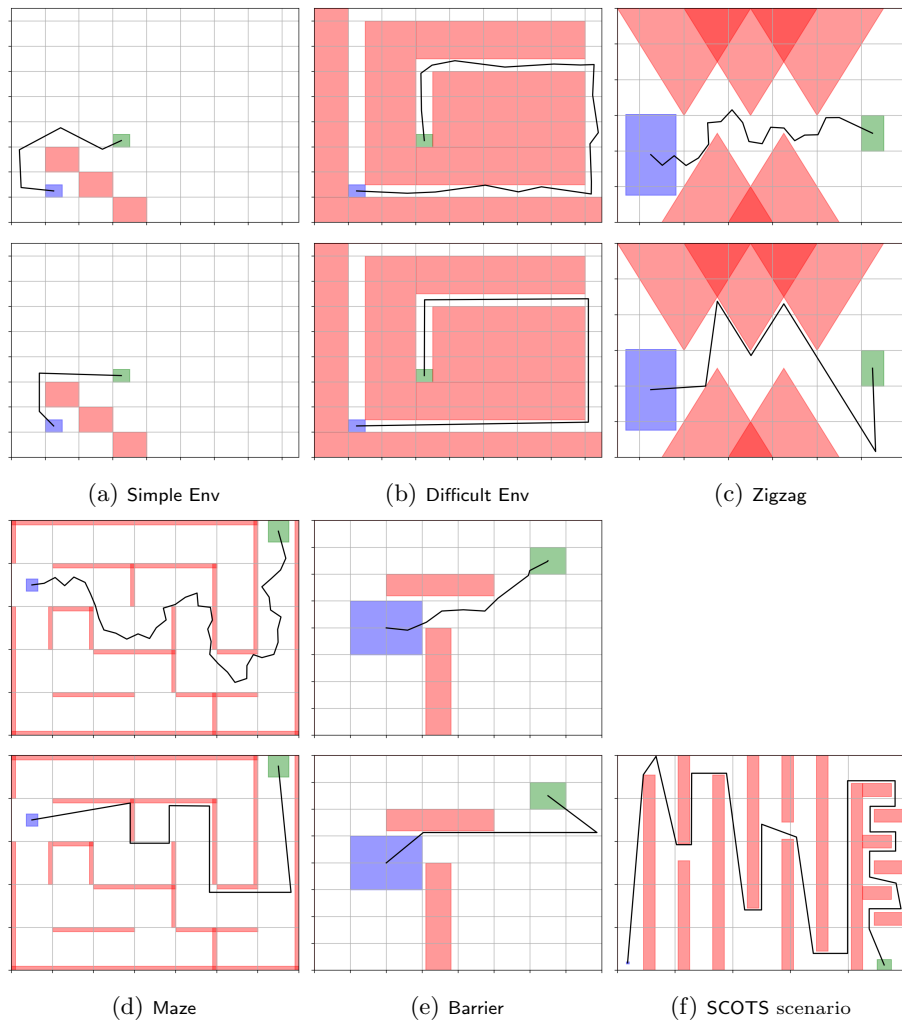 (a) Simple Env
(b) Difficult Env
(c) Zigzag
(d) Maze
(e) Barrier
(f) SCOTS scenario